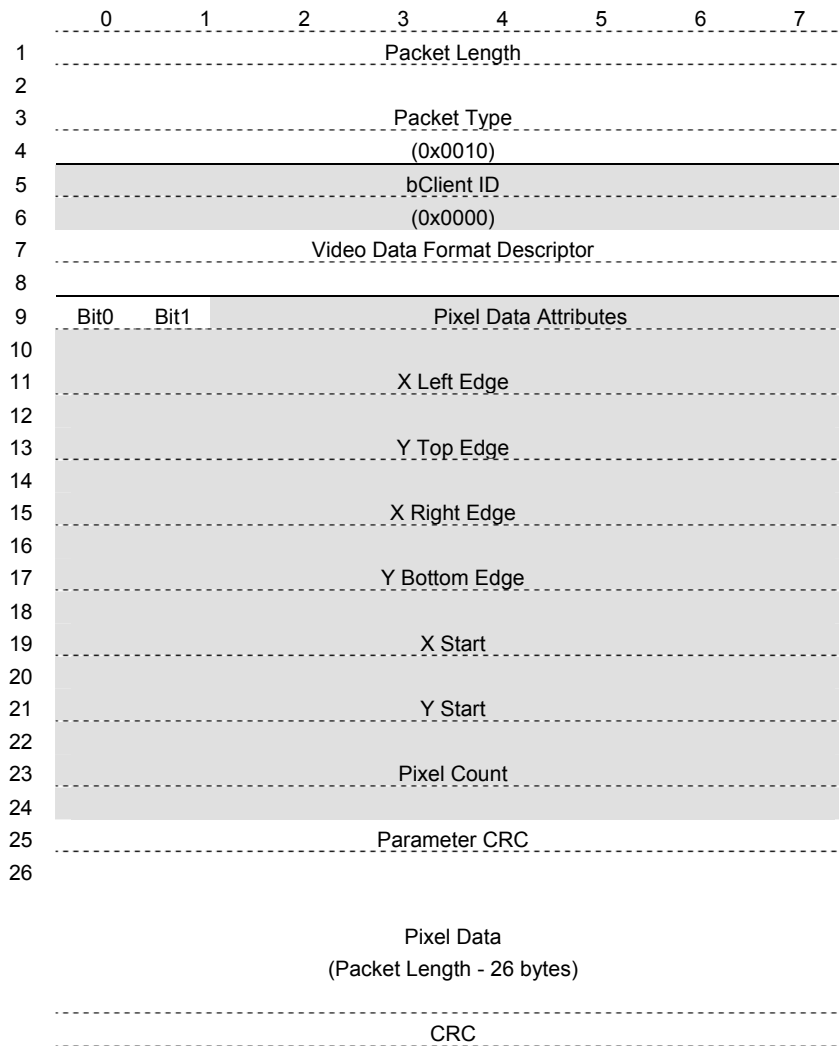 0 1 2 3 4 5 6 7
1 Packet Length
2
3 Packet Type
4 (0x0010)
5 bClient ID
6 (0x0000)
7 Video Data Format Descriptor
8
9 Bit0 Bit1 Pixel Data Attributes
10
11 X Left Edge
12
13 Y Top Edge
14
15 X Right Edge
16
17 Y Bottom Edge
18
19 X Start
20
21 Y Start
22
23 Pixel Count
24
25 Parameter CRC
26
Pixel Data
(Packet Length - 26 bytes)
CRC